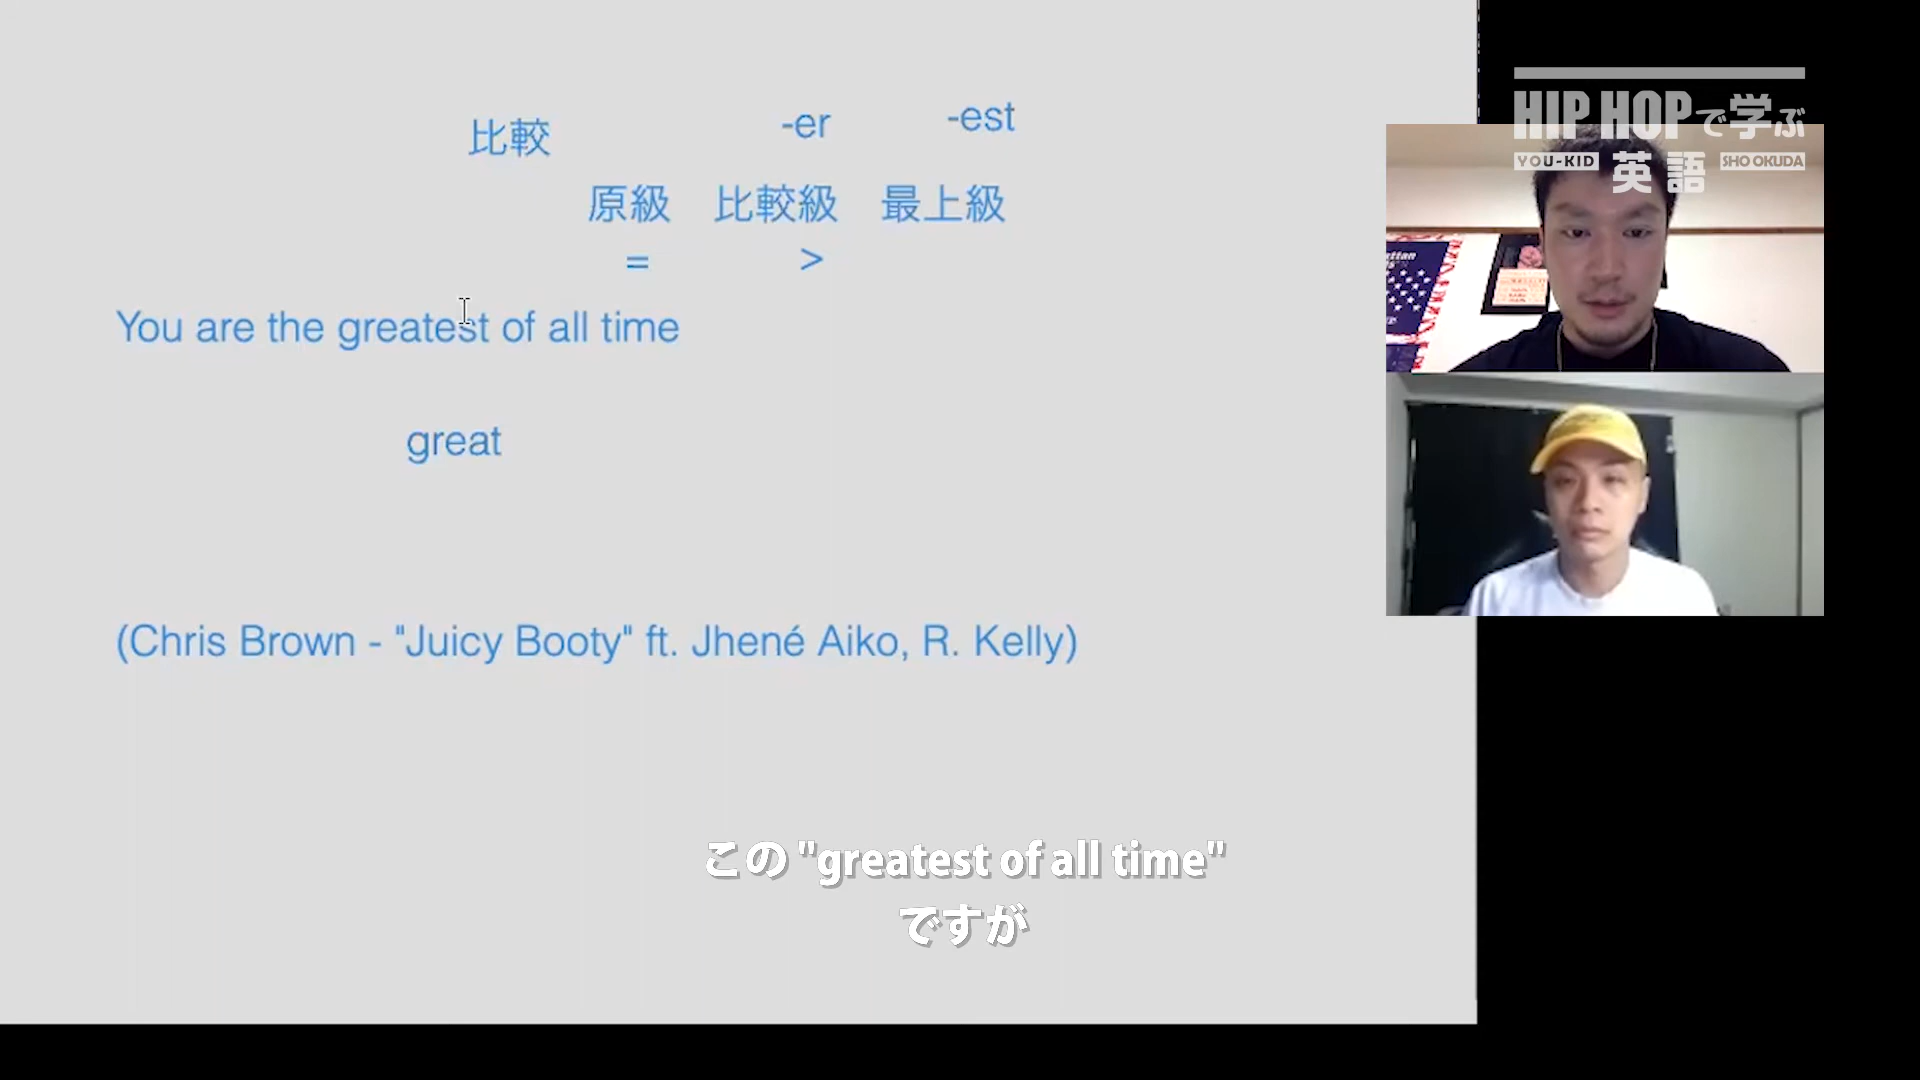 比較 -er -est
原級 比較級 最上級
= >
You are the greatest of all time
great
(Chris Brown - "Juicy Booty" ft. Jhené Aiko, R. Kelly)
HIP HOPで学ぶ
YOU-KID 英語 SHO OKUDA
この "greatest of all time"
ですが